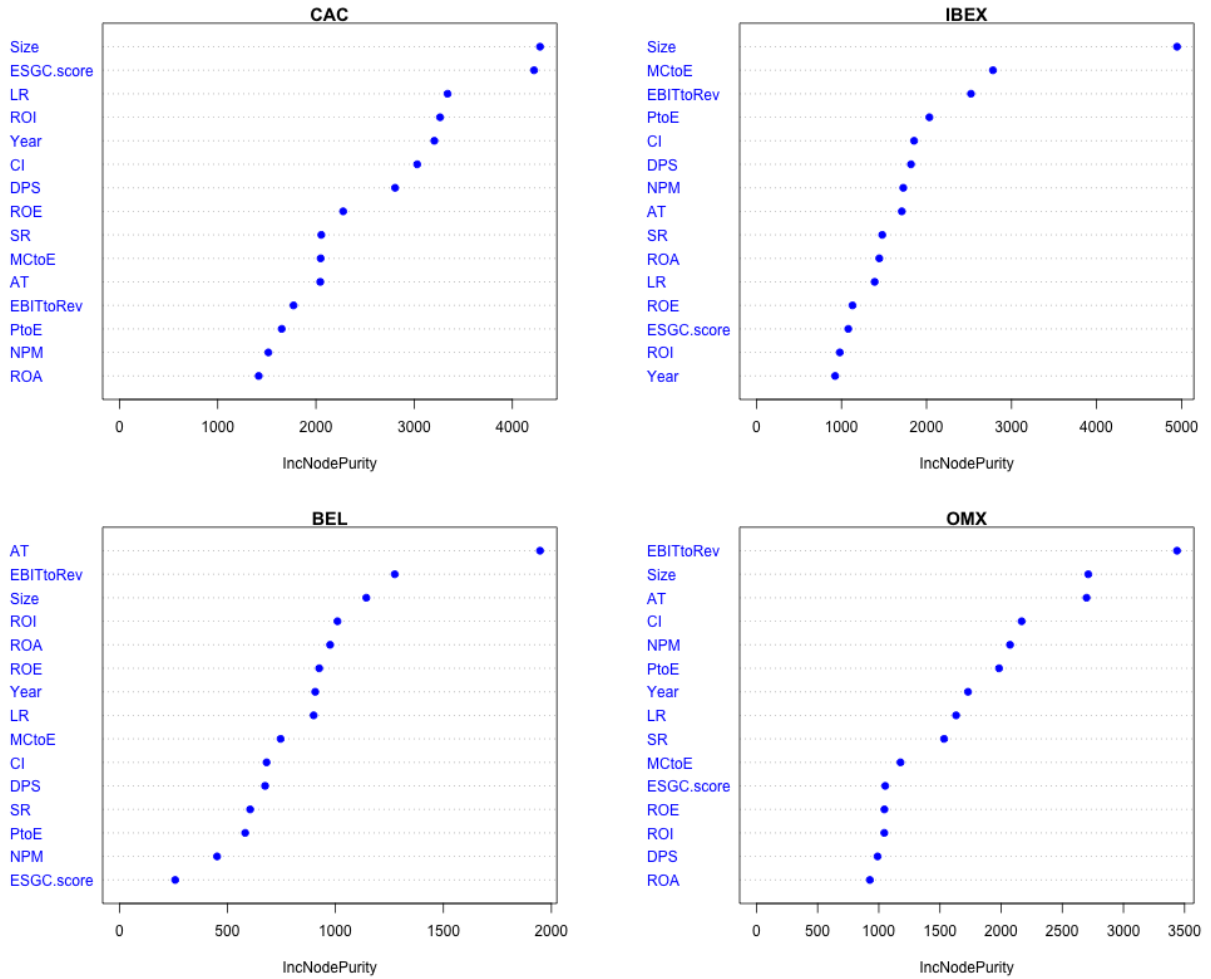 CAC
Size
ESGC.score
LR
ROI
Year
CI
DPS
ROE
SR
MCtoE
AT
EBITtoRev
PtoE
NPM
ROA
0 1000 2000 3000 4000
IncNodePurity
IBEX
Size
MCtoE
EBITtoRev
PtoE
CI
DPS
NPM
AT
SR
ROA
LR
ROE
ESGC.score
ROI
Year
0 1000 2000 3000 4000 5000
IncNodePurity
BEL
AT
EBITtoRev
Size
ROI
ROA
ROE
Year
LR
MCtoE
CI
DPS
SR
PtoE
NPM
ESGC.score
0 500 1000 1500 2000
IncNodePurity
OMX
EBITtoRev
Size
AT
CI
NPM
PtoE
Year
LR
SR
MCtoE
ESGC.score
ROE
ROI
DPS
ROA
0 500 1000 1500 2000 2500 3000 3500
IncNodePurity